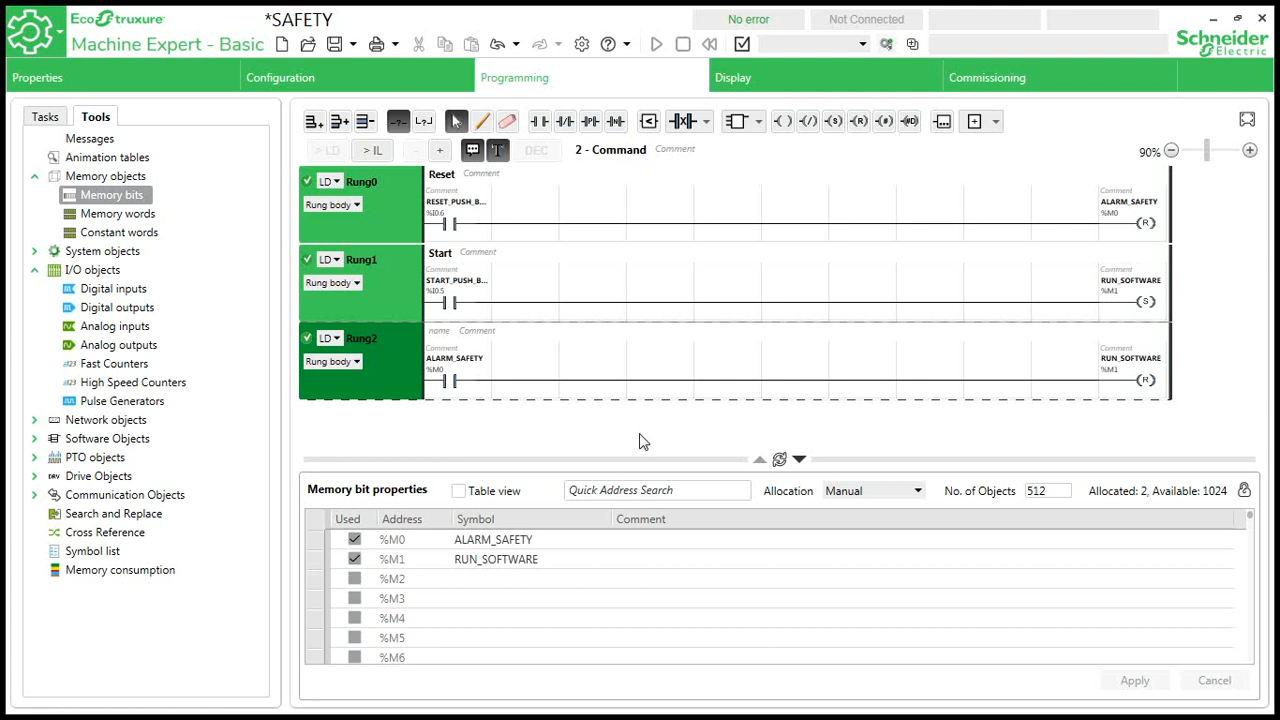 EcoStruxure
Machine Expert - Basic
*SAFETY
No error
Not Connected
Schneider
Electric
Properties
Configuration
Programming
Display
Commissioning
Tasks
Tools
Messages
Animation tables
Memory objects
Memory bits
Memory words
Constant words
System objects
I/O objects
Digital inputs
Digital outputs
Analog inputs
Analog outputs
Fast Counters
High Speed Counters
Pulse Generators
Network objects
Software Objects
PTO objects
Drive Objects
Communication Objects
Search and Replace
Cross Reference
Symbol list
Memory consumption
> LD
> IL
-
+
T
DEC
2 - Command
Comment
90%
LD
Rung0
Rung body
Reset
Comment
Comment
RESET_PUSH_B...
%I0.6
Comment
ALARM_SAFETY
%M0
R
LD
Rung1
Rung body
Start
Comment
Comment
START_PUSH_B...
%I0.5
Comment
RUN_SOFTWARE
%M1
S
LD
Rung2
Rung body
name
Comment
Comment
ALARM_SAFETY
%M0
Comment
RUN_SOFTWARE
%M1
R
Memory bit properties
Table view
Quick Address Search
Allocation
Manual
No. of Objects
512
Allocated: 2, Available: 1024
Used
Address
Symbol
Comment
%M0
ALARM_SAFETY
%M1
RUN_SOFTWARE
%M2
%M3
%M4
%M5
%M6
Apply
Cancel